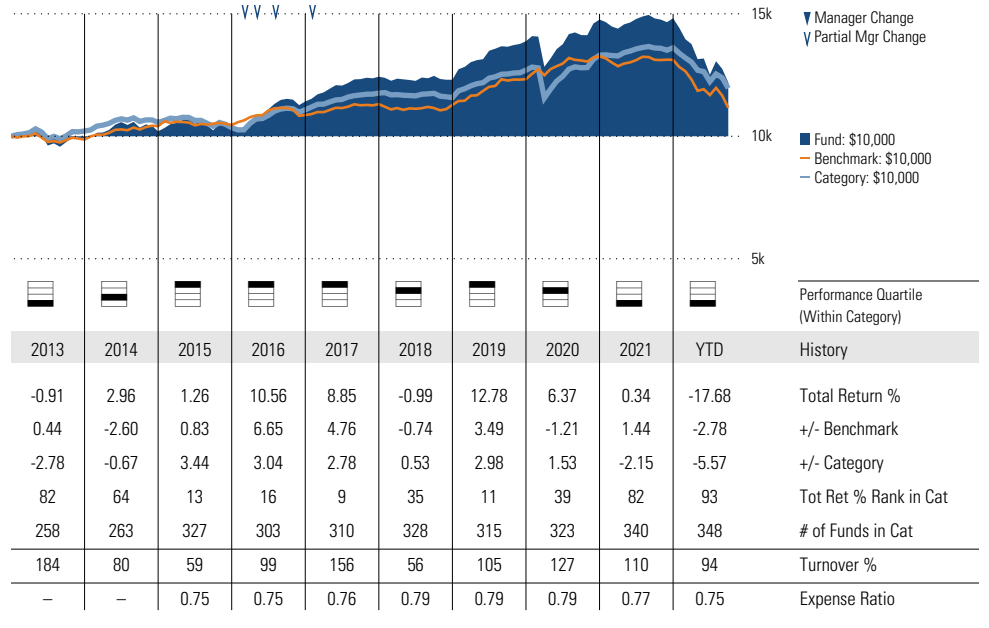 15k
Manager Change
Partial Mgr Change
10k
Fund: $10,000
Benchmark: $10,000
Category: $10,000
5k
Performance Quartile
(Within Category)
2013 2014 2015 2016 2017 2018 2019 2020 2021 YTD History
-0.91 2.96 1.26 10.56 8.85 -0.99 12.78 6.37 0.34 -17.68 Total Return %
0.44 -2.60 0.83 6.65 4.76 -0.74 3.49 -1.21 1.44 -2.78 +/- Benchmark
-2.78 -0.67 3.44 3.04 2.78 0.53 2.98 1.53 -2.15 -5.57 +/- Category
82 64 13 16 9 35 11 39 82 93 Tot Ret % Rank in Cat
258 263 327 303 310 328 315 323 340 348 # of Funds in Cat
184 80 59 99 156 56 105 127 110 94 Turnover %
– – 0.75 0.75 0.76 0.79 0.79 0.79 0.77 0.75 Expense Ratio